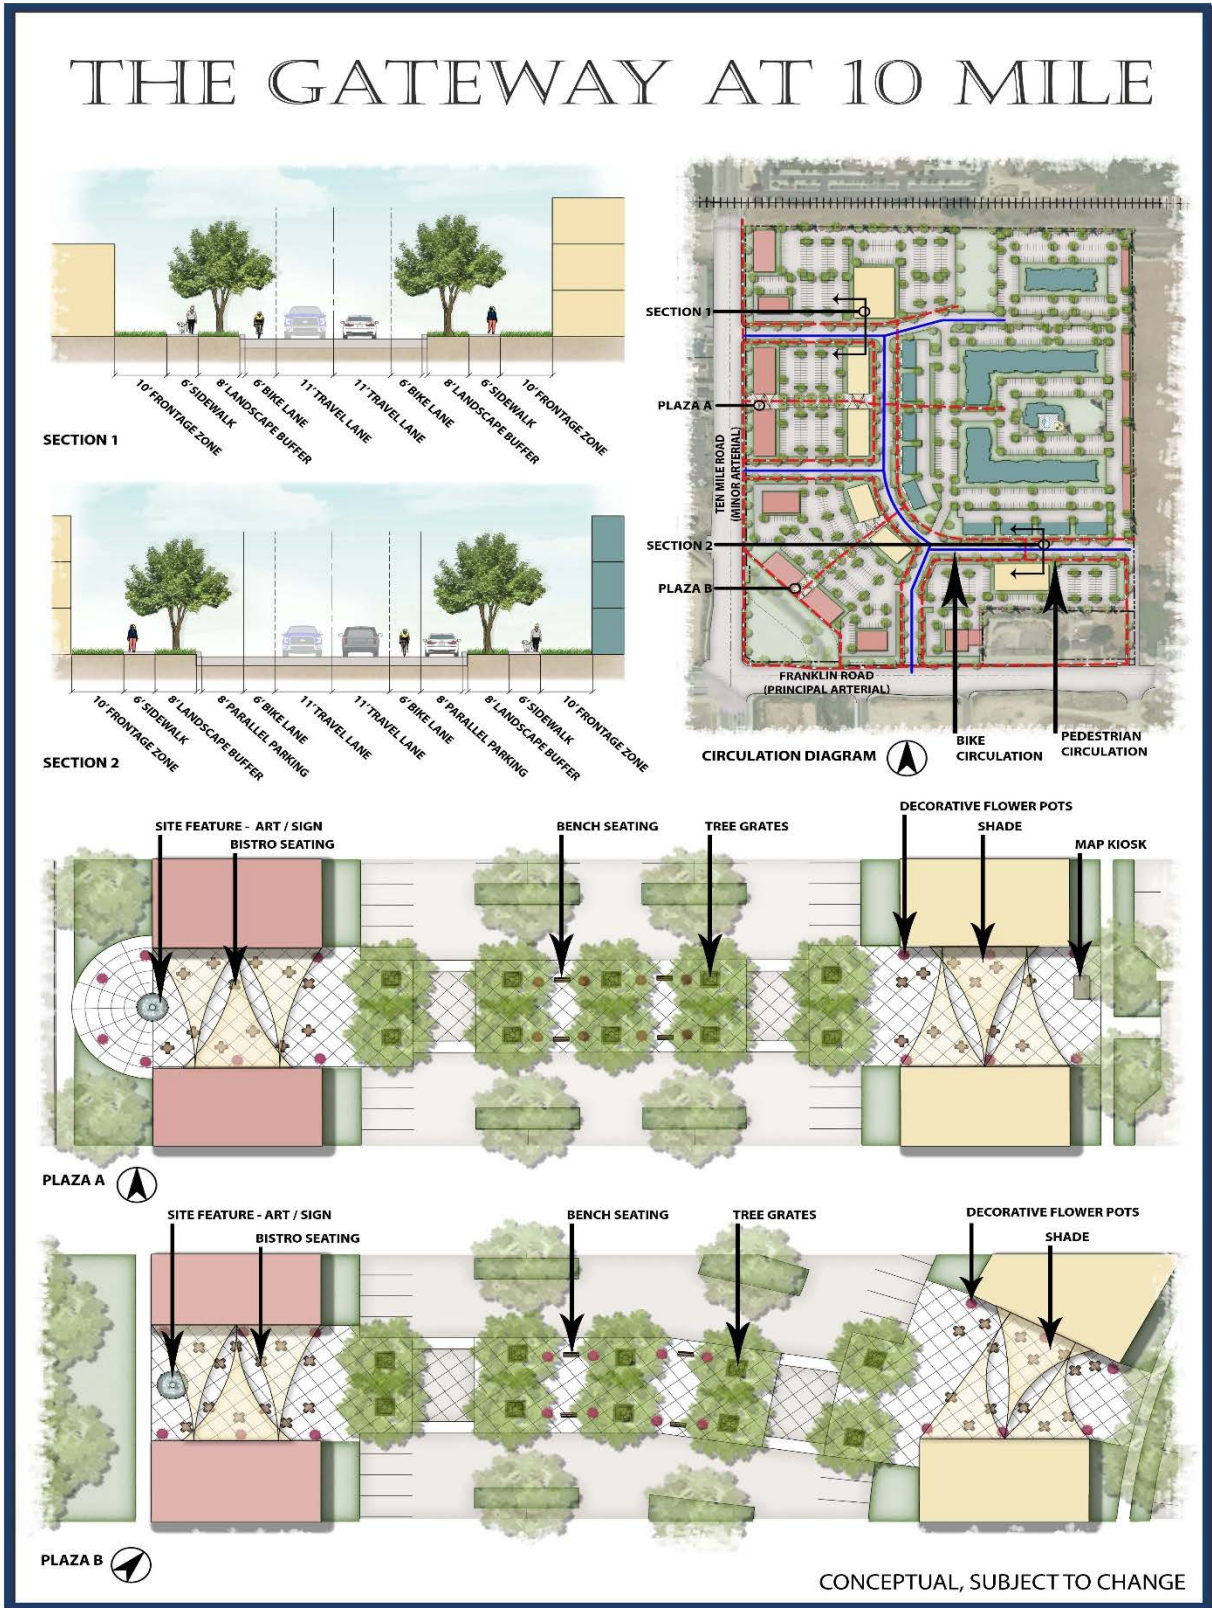 THE GATEWAY AT 10 MILE
10' FRONTAGE ZONE
6' SIDEWALK
8' LANDSCAPE BUFFER
6' BIKE LANE
11' TRAVEL LANE
11' TRAVEL LANE
6' BIKE LANE
8' LANDSCAPE BUFFER
6' SIDEWALK
10' FRONTAGE ZONE
SECTION 1
10' FRONTAGE ZONE
6' SIDEWALK
8' LANDSCAPE BUFFER
8' PARALLEL PARKING
6' BIKE LANE
11' TRAVEL LANE
11' TRAVEL LANE
6' BIKE LANE
8' PARALLEL PARKING
8' LANDSCAPE BUFFER
6' SIDEWALK
10' FRONTAGE ZONE
SECTION 2
SECTION 1
PLAZA A
TEN MILE ROAD
(MINOR ARTERIAL)
SECTION 2
PLAZA B
FRANKLIN ROAD
(PRINCIPAL ARTERIAL)
CIRCULATION DIAGRAM
BIKE
CIRCULATION
PEDESTRIAN
CIRCULATION
SITE FEATURE - ART / SIGN
BISTRO SEATING
BENCH SEATING
TREE GRATES
DECORATIVE FLOWER POTS
SHADE
MAP KIOSK
PLAZA A
SITE FEATURE - ART / SIGN
BISTRO SEATING
BENCH SEATING
TREE GRATES
DECORATIVE FLOWER POTS
SHADE
PLAZA B
CONCEPTUAL, SUBJECT TO CHANGE